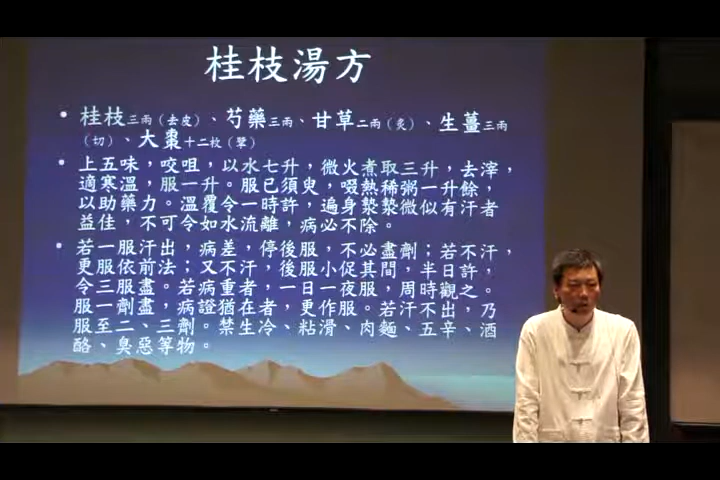 桂枝湯方
• 桂枝三兩（去皮）、芍藥三兩、甘草二兩（炙）、生薑三兩
（切）、大棗十二枚（擘）
• 上五味，咬咀，以水七升，微火煮取三升，去滓，
適寒溫，服一升。服已須臾，啜熱稀粥一升餘，
以助藥力。溫覆令一時許，遍身漐漐微似有汗者
益佳，不可令如水流離，病必不除。
• 若一服汗出，病差，停後服，不必盡劑；若不汗，
更服依前法；又不汗，後服小促其間，半日許，
令三服盡。若病重者，一日一夜服，周時觀之。
服一劑盡，病證猶在者，更作服。若汗不出，乃
服至二、三劑。禁生冷、粘滑、肉麵、五辛、酒
酪、臭惡等物。